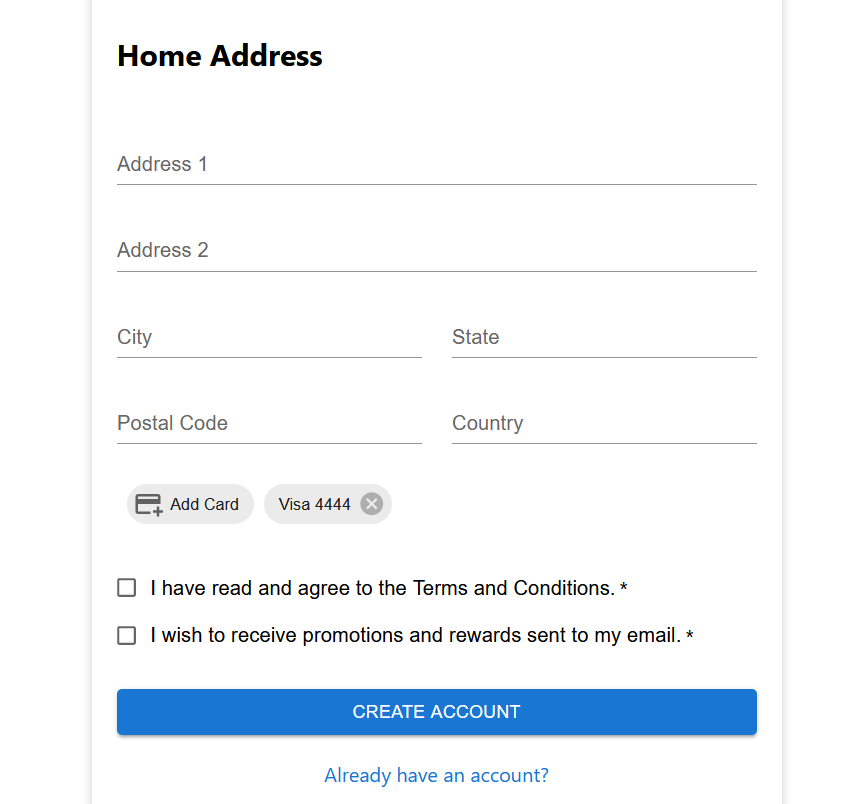 Home Address
Address 1
Address 2
City State
Postal Code Country
Add Card Visa 4444
I have read and agree to the Terms and Conditions. *
I wish to receive promotions and rewards sent to my email. *
CREATE ACCOUNT
Already have an account?